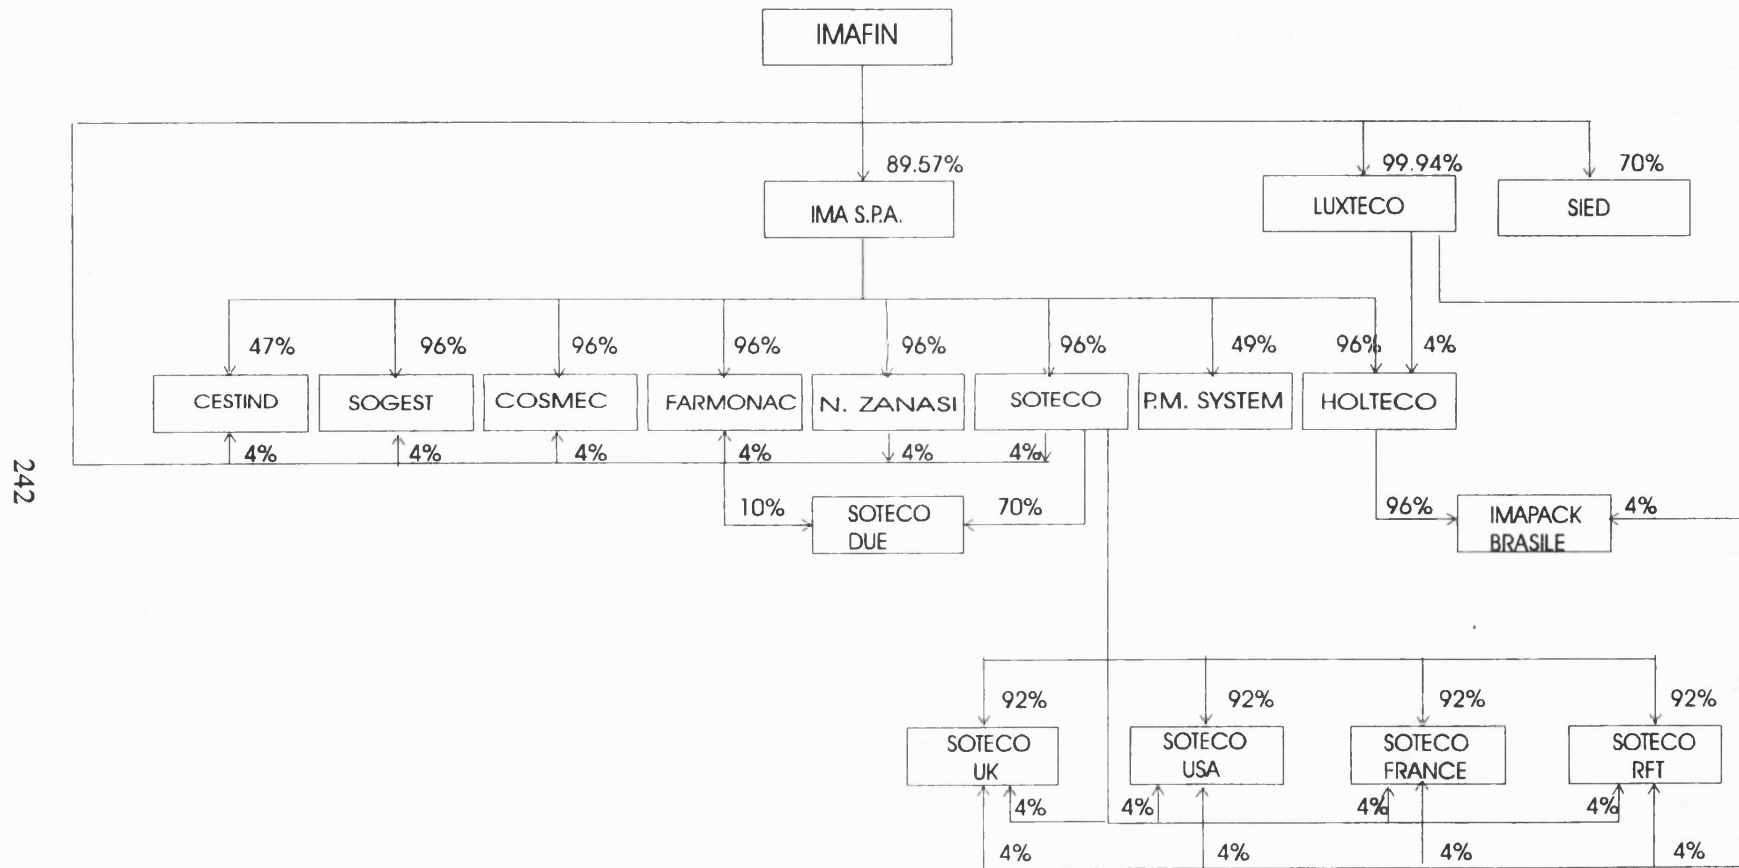 IMAFIN
89.57%
99.94%
70%
IMA S.P.A.
LUXTECO
SIED
47%
96%
96%
96%
96%
96%
49%
96%
4%
CESTIND
SOGEST
COSMEC
FARMONAC
N. ZANASI
SOTECO
P.M. SYSTEM
HOLTECO
4%
4%
4%
4%
4%
4%
242
10%
SOTECO
DUE
70%
96%
IMAPACK
BRASILE
4%
92%
92%
92%
92%
SOTECO
UK
SOTECO
USA
SOTECO
FRANCE
SOTECO
RFT
4%
4%
4%
4%
4%
4%
4%
4%